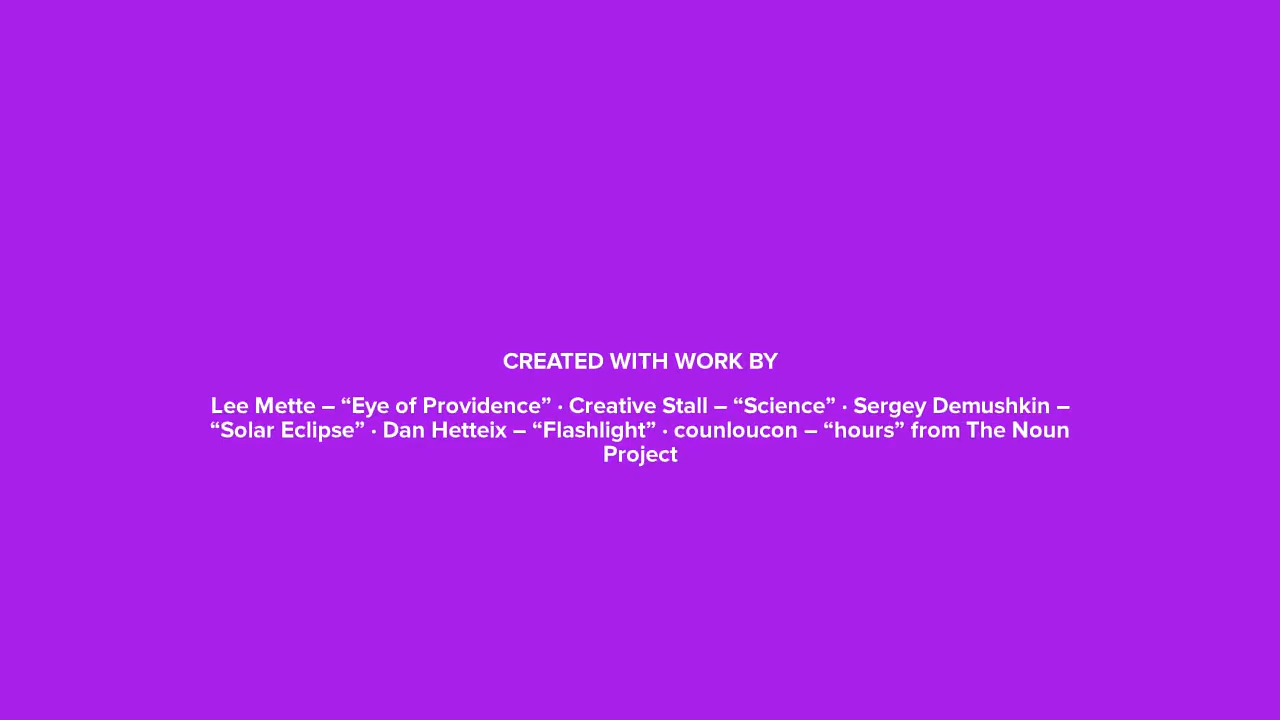 CREATED WITH WORK BY
Lee Mette – “Eye of Providence” · Creative Stall – “Science” · Sergey Demushkin –
“Solar Eclipse” · Dan Hetteix – “Flashlight” · counloucon – “hours” from The Noun
Project